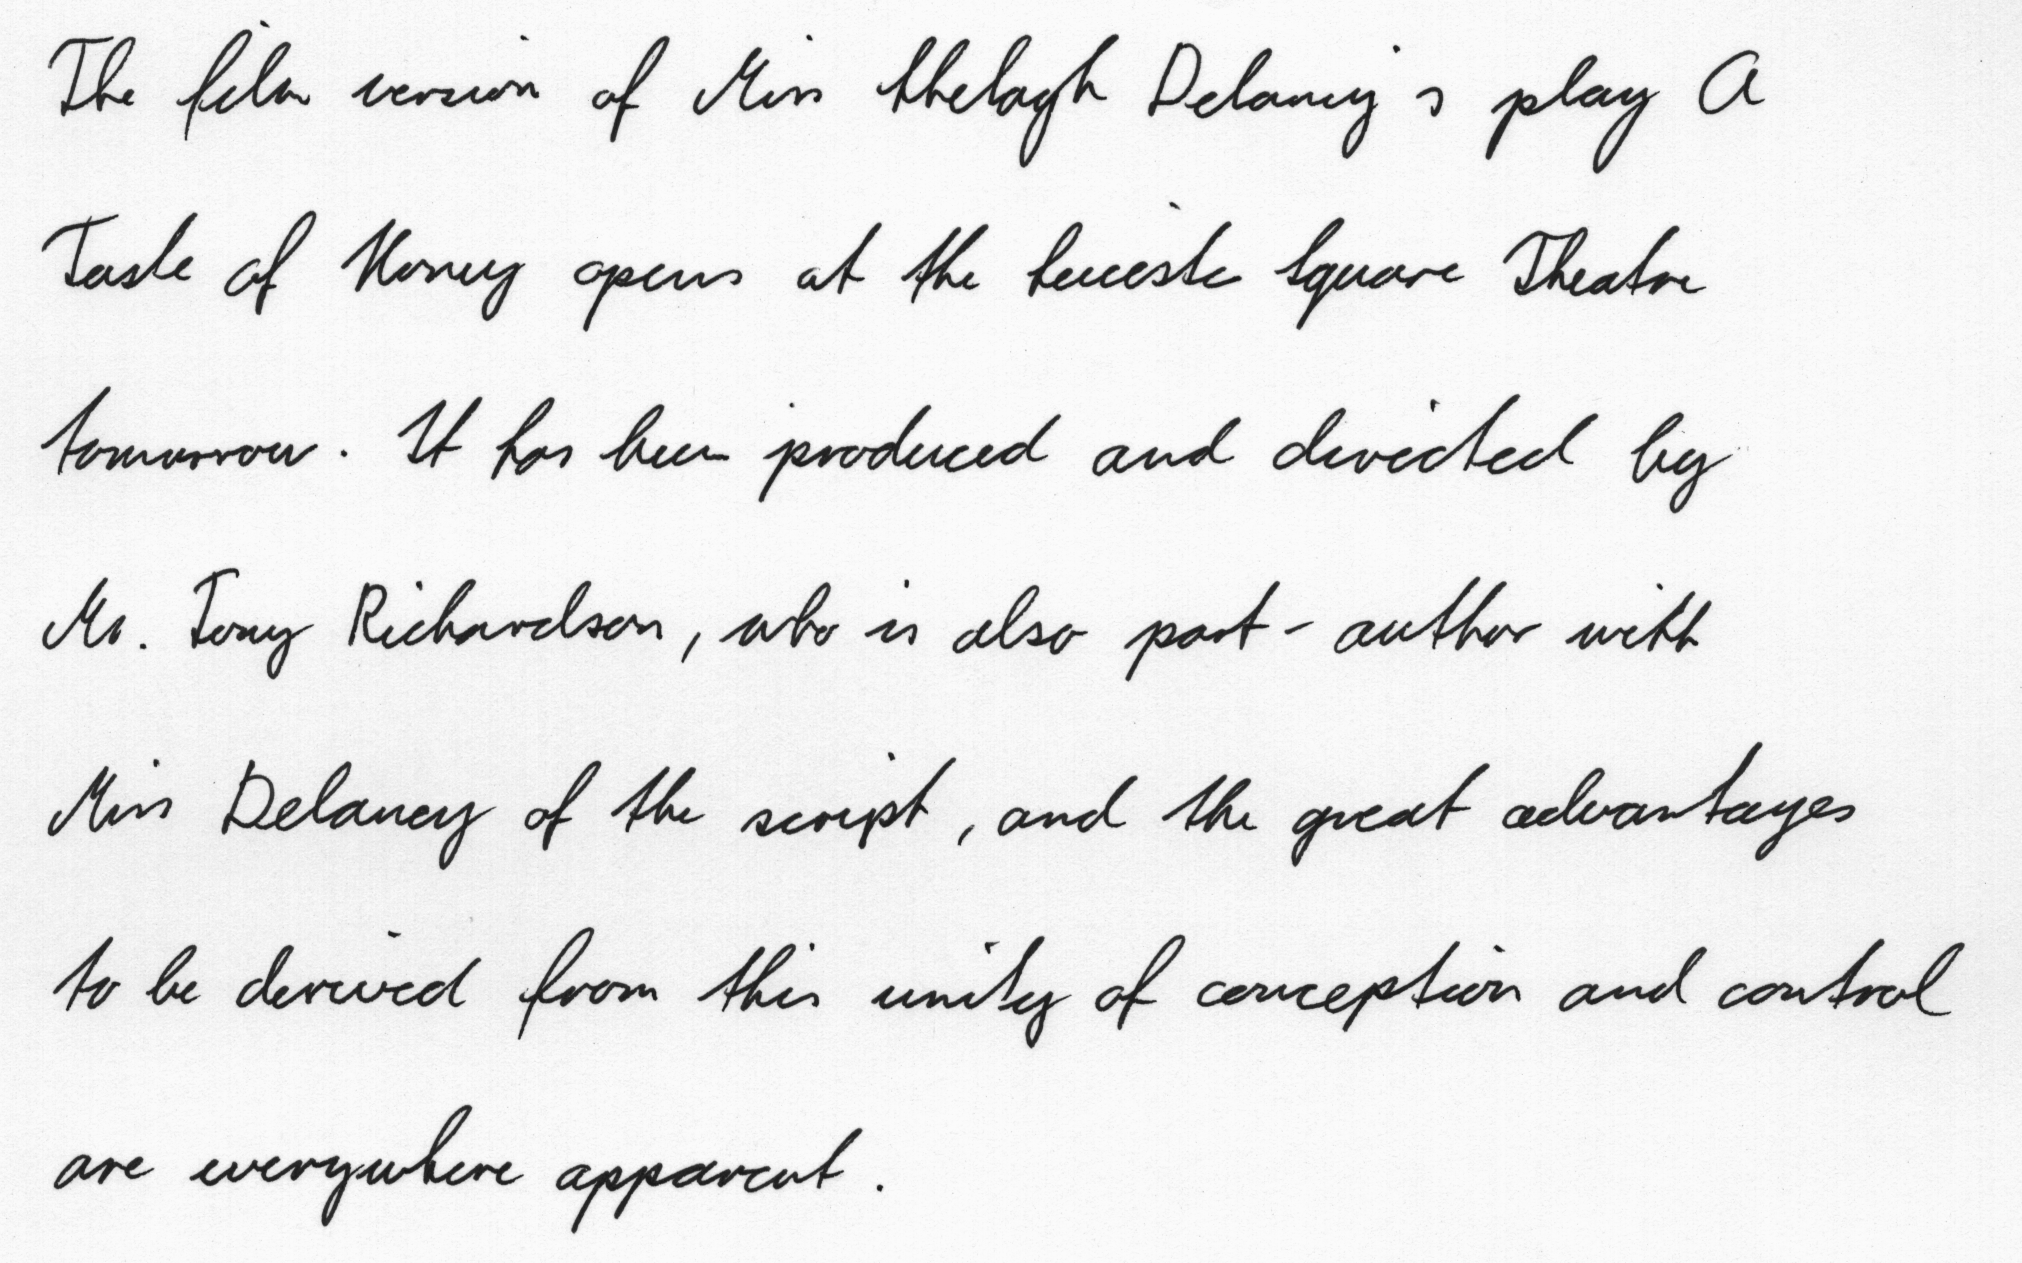 The film version of Miss Shelagh Delaney's play A
Taste of Honey opens at the Leicester Square Theatre
tomorrow. It has been produced and directed by
Mr. Tony Richardson, who is also part-author with
Miss Delaney of the script, and the great advantages
to be derived from this unity of conception and control
are everywhere apparent.